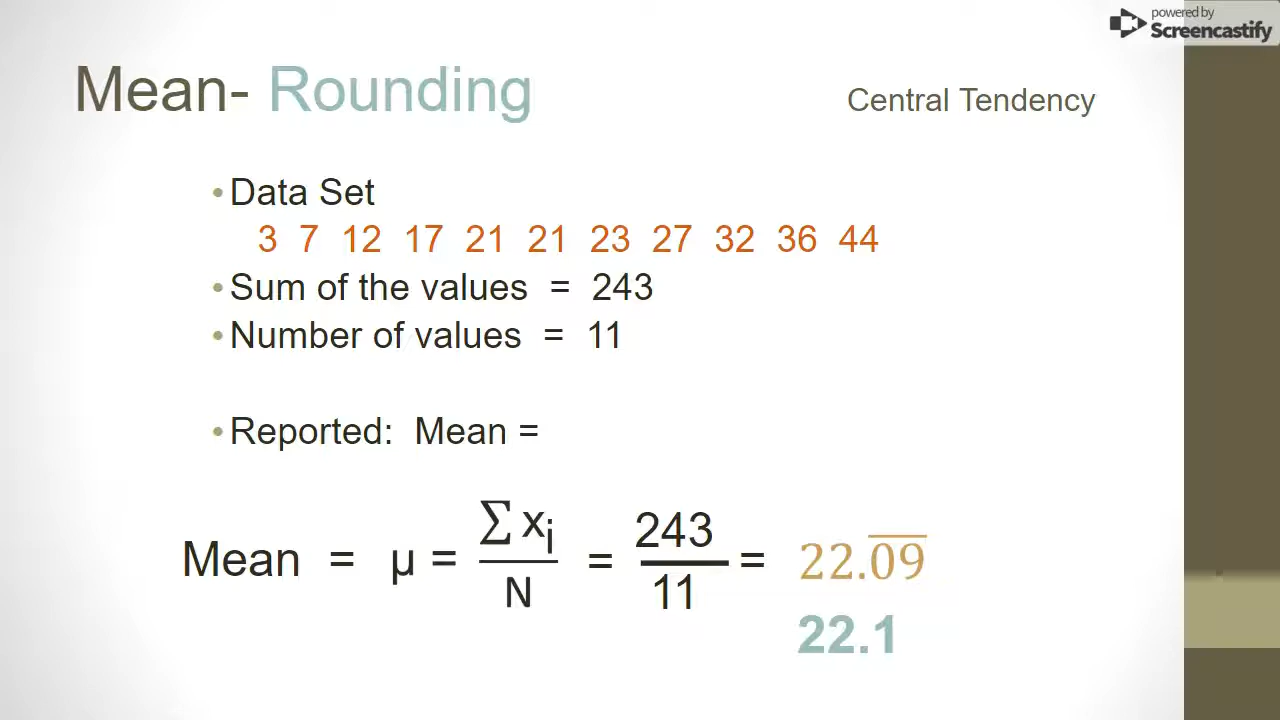 powered by
Screencastify
Mean- Rounding
Central Tendency
•Data Set
3 7 12 17 21 21 23 27 32 36 44
•Sum of the values = 243
•Number of values = 11
•Reported: Mean =
Mean = µ = ∑ xi / N = 243 / 11 = 22.0̅9̅
22.1